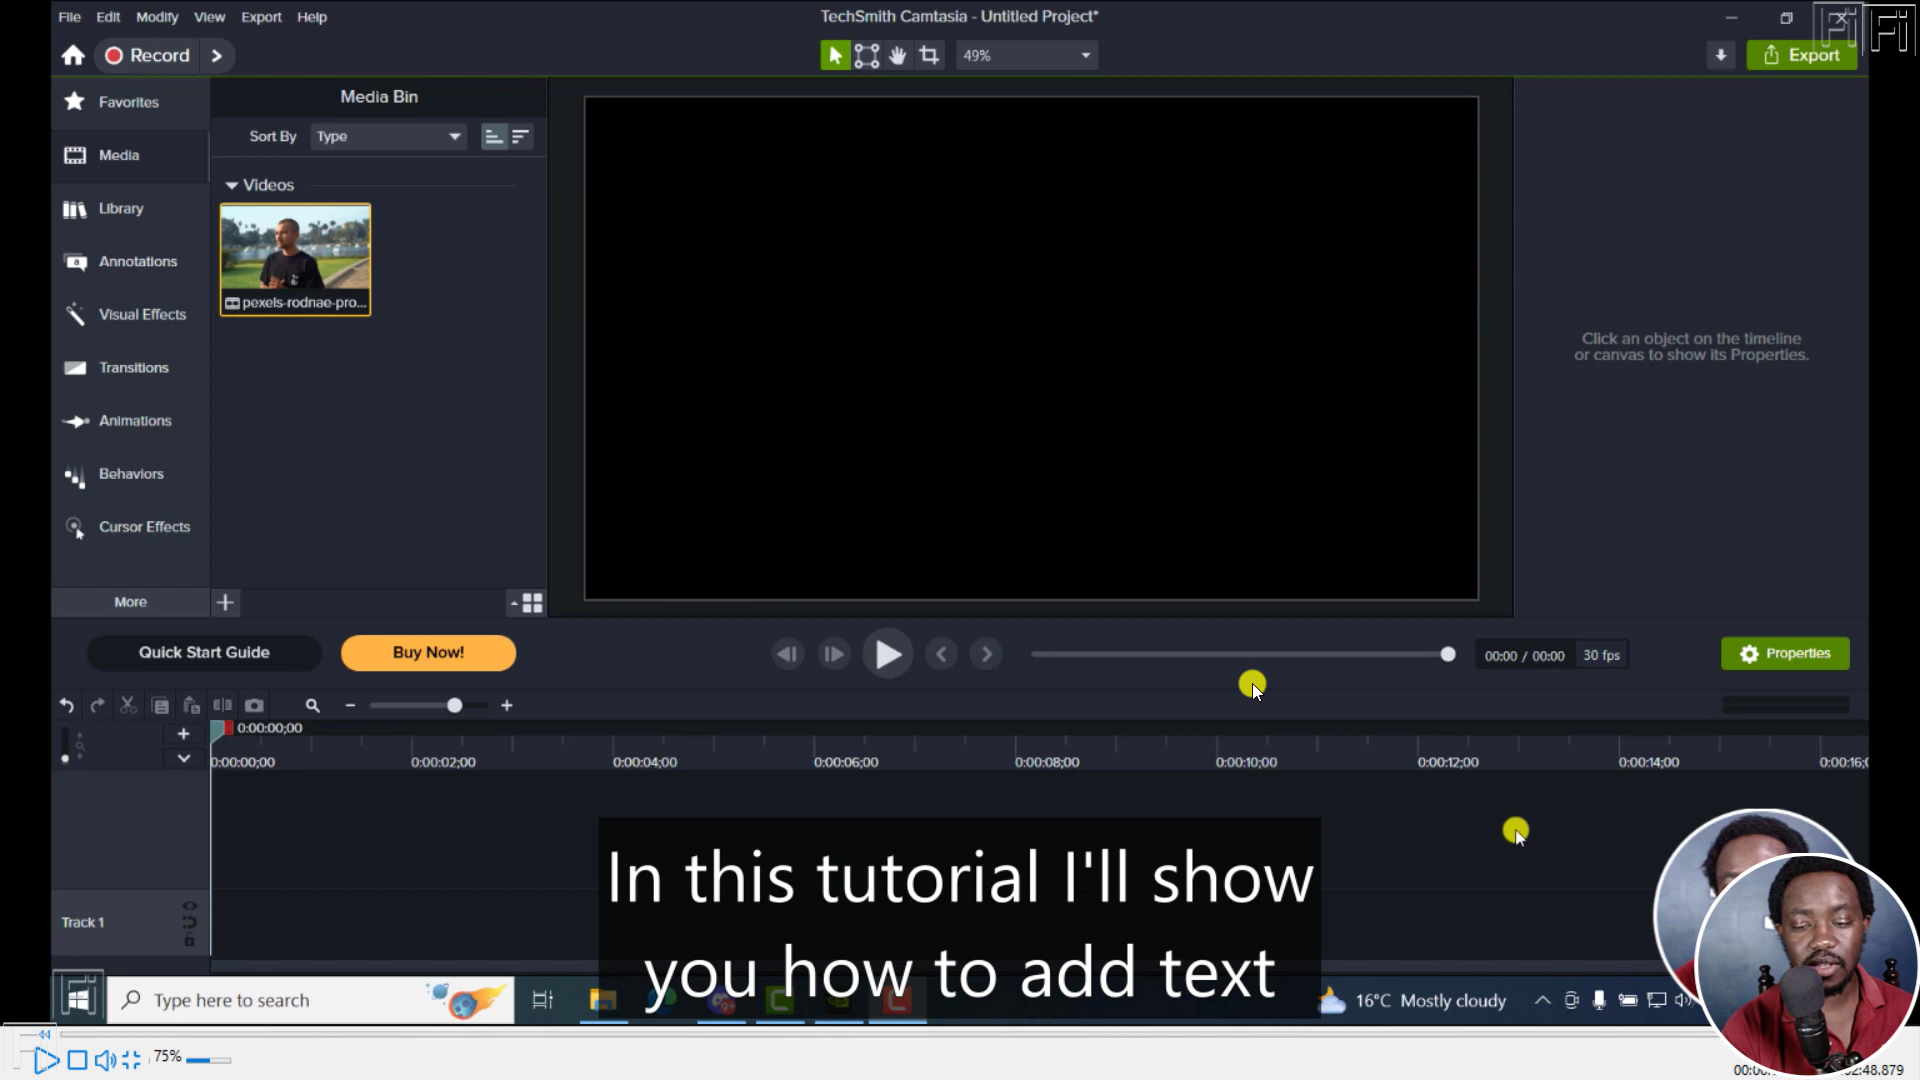 File Edit Modify View Export Help
TechSmith Camtasia - Untitled Project*
Record
49%
Export
Favorites
Media
Library
Annotations
Visual Effects
Transitions
Animations
Behaviors
Cursor Effects
More
Media Bin
Sort By Type
Videos
pexels-rodnae-pro...
Click an object on the timeline
or canvas to show its Properties.
Quick Start Guide
Buy Now!
00:00 / 00:00 30 fps
Properties
0:00:00;00
0:00:00;00 0:00:02;00 0:00:04;00 0:00:06;00 0:00:08;00 0:00:10;00 0:00:12;00 0:00:14;00
Track 1
In this tutorial I'll show
you how to add text
Type here to search
16°C Mostly cloudy
75%
Fi